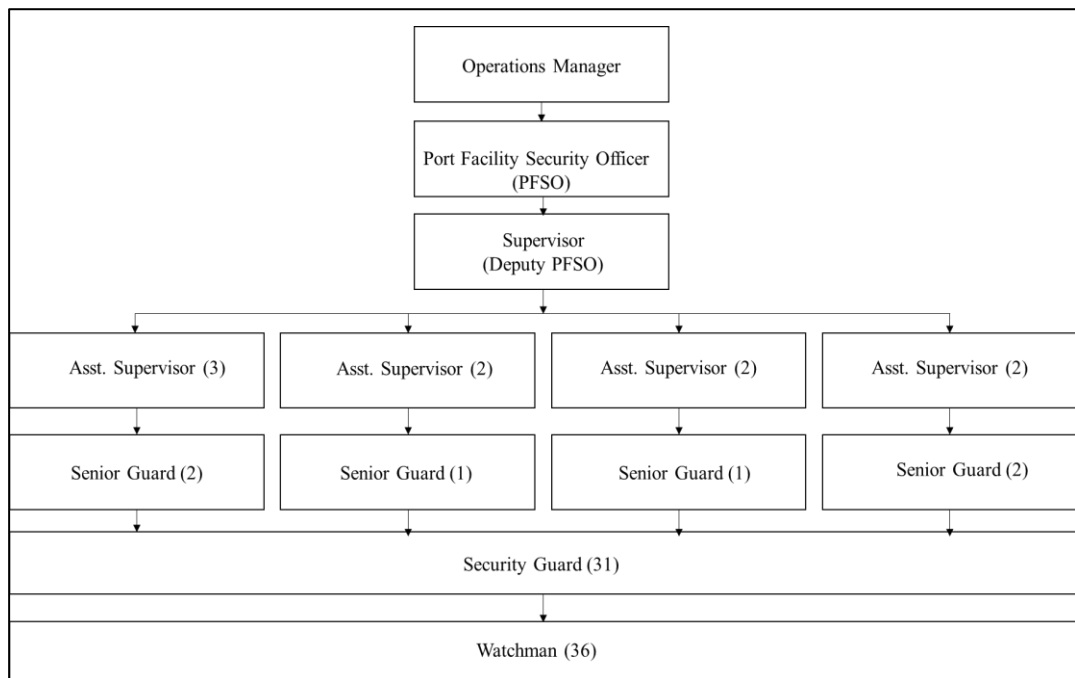 Operations Manager
Port Facility Security Officer
(PFSO)
Supervisor
(Deputy PFSO)
Asst. Supervisor (3)
Asst. Supervisor (2)
Asst. Supervisor (2)
Asst. Supervisor (2)
Senior Guard (2)
Senior Guard (1)
Senior Guard (1)
Senior Guard (2)
Security Guard (31)
Watchman (36)